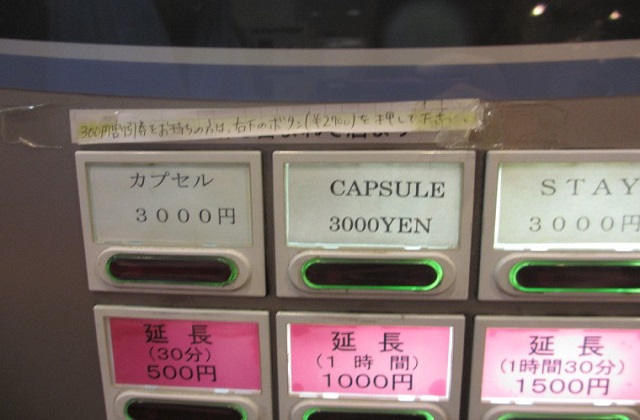 300円割引券をお持ちの方は、右下のボタン(¥2700)を押して下さい。
カプセル
3000円
CAPSULE
3000YEN
STAY
3000円
延長
(30分)
500円
延長
(1時間)
1000円
延長
(1時間30分)
1500円